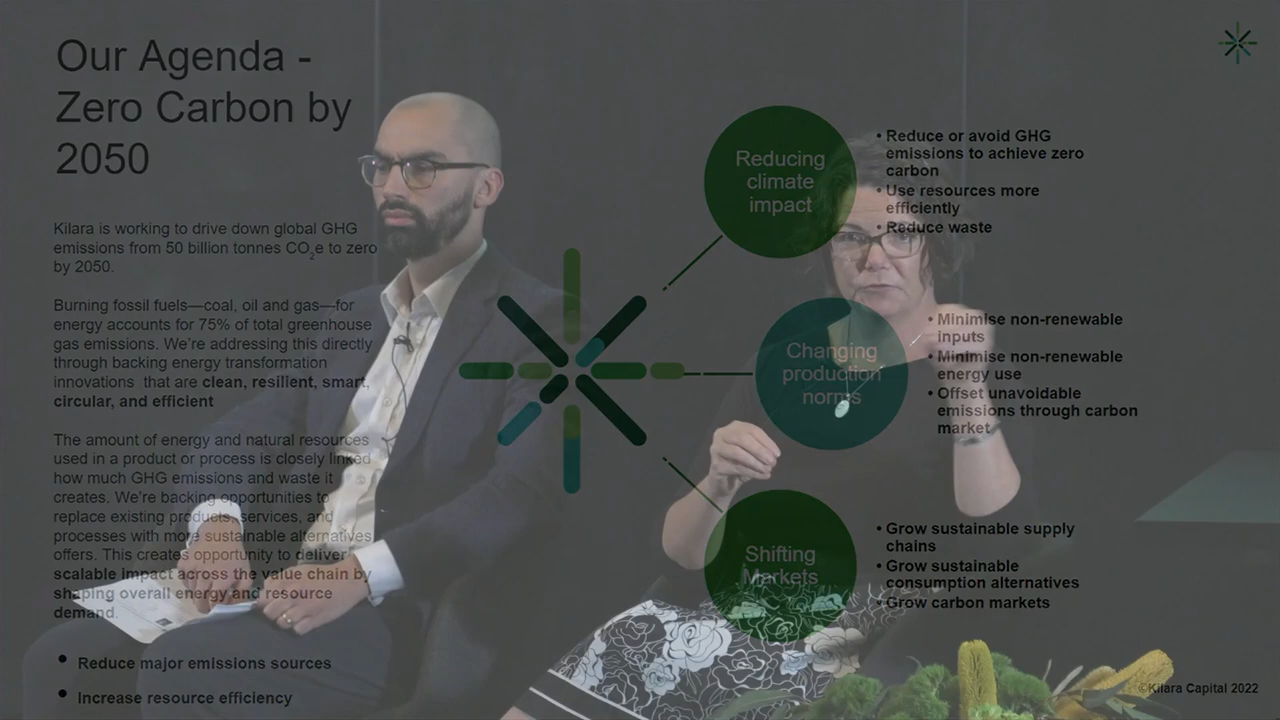 Our Agenda -
Zero Carbon by
2050
Kilara is working to drive down global GHG
emissions from 50 billion tonnes CO2e to zero
by 2050.
Burning fossil fuels—coal, oil and gas—for
energy accounts for 75% of total greenhouse
gas emissions. We're addressing this directly
through backing energy transformation
innovations that are clean, resilient, smart,
circular, and efficient
The amount of energy and natural resources
used in a product or process is closely linked
how much GHG emissions and waste it
creates. We're backing opportunities to
replace existing products, services, and
processes with more sustainable alternatives
offers. This creates opportunity to deliver
scalable impact across the value chain by
shaping overall energy and resource
demand.
• Reduce major emissions sources
• Increase resource efficiency
Reducing
climate
impact
• Reduce or avoid GHG
emissions to achieve zero
carbon
• Use resources more
efficiently
• Reduce waste
Changing
production
norms
• Minimise non-renewable
inputs
• Minimise non-renewable
energy use
• Offset unavoidable
emissions through carbon
market
Shifting
Markets
• Grow sustainable supply
chains
• Grow sustainable
consumption alternatives
• Grow carbon markets
©Kilara Capital 2022